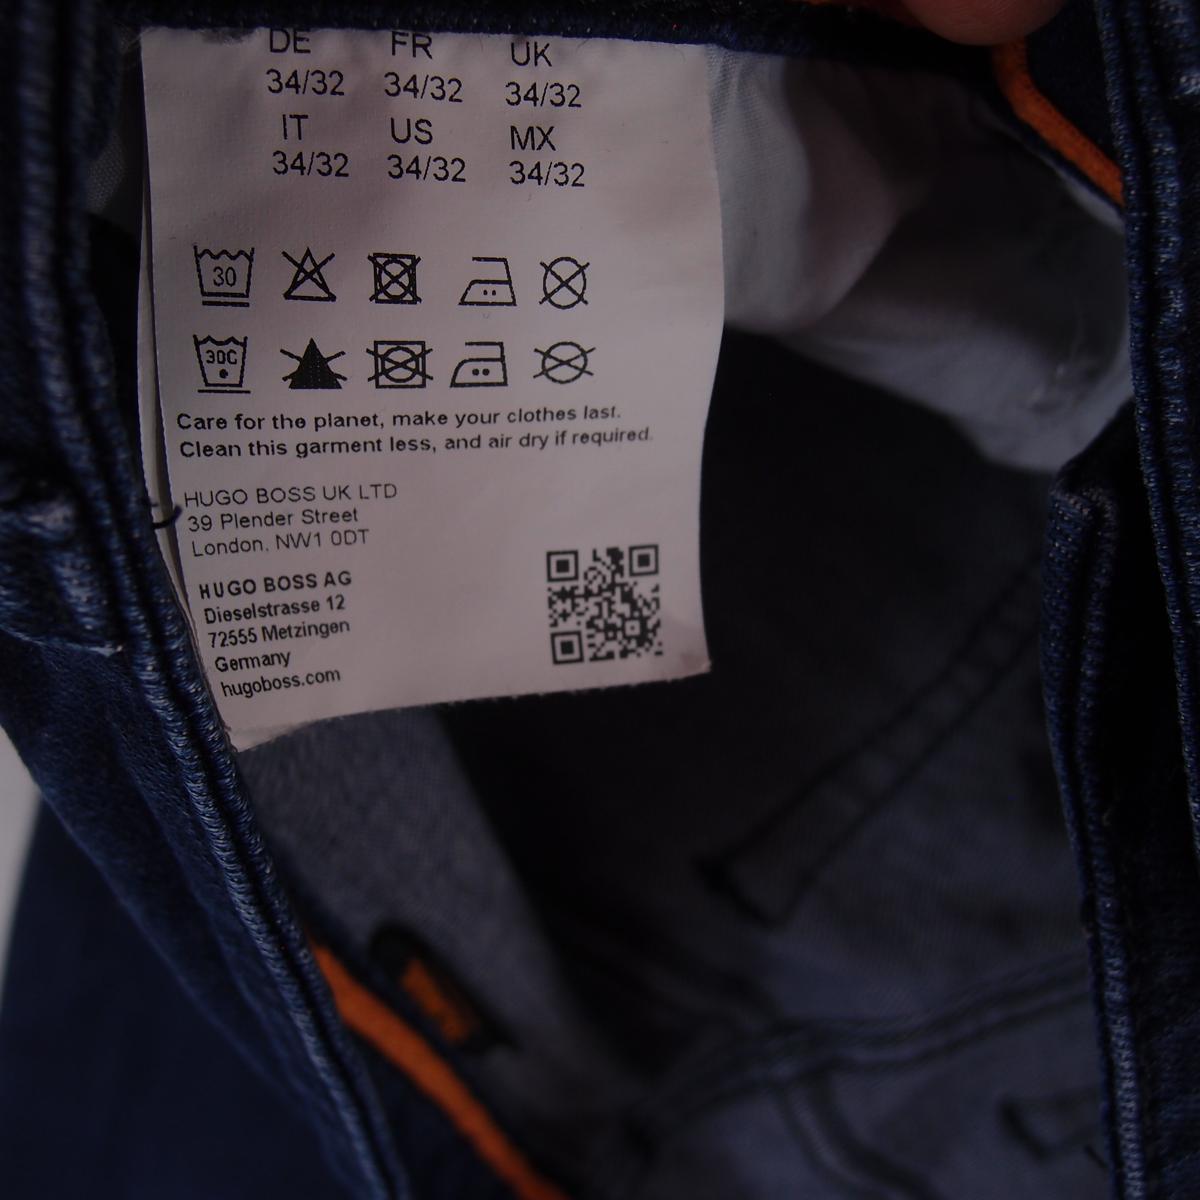 DE FR UK
34/32 34/32 34/32
IT US MX
34/32 34/32 34/32
30
30C
Care for the planet, make your clothes last.
Clean this garment less, and air dry if required.
HUGO BOSS UK LTD
39 Plender Street
London, NW1 0DT
HUGO BOSS AG
Dieselstrasse 12
72555 Metzingen
Germany
hugoboss.com